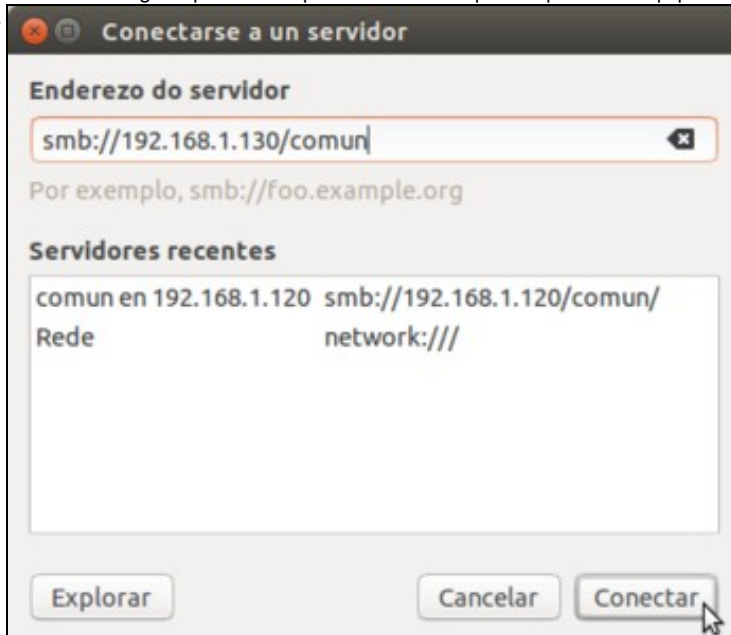 Conectarse a un servidor
Enderezo do servidor
smb://192.168.1.130/comun
Por exemplo, smb://foo.example.org
Servidores recentes
comun en 192.168.1.120 smb://192.168.1.120/comun/
Rede network:///
Explorar Cancelar Conectar